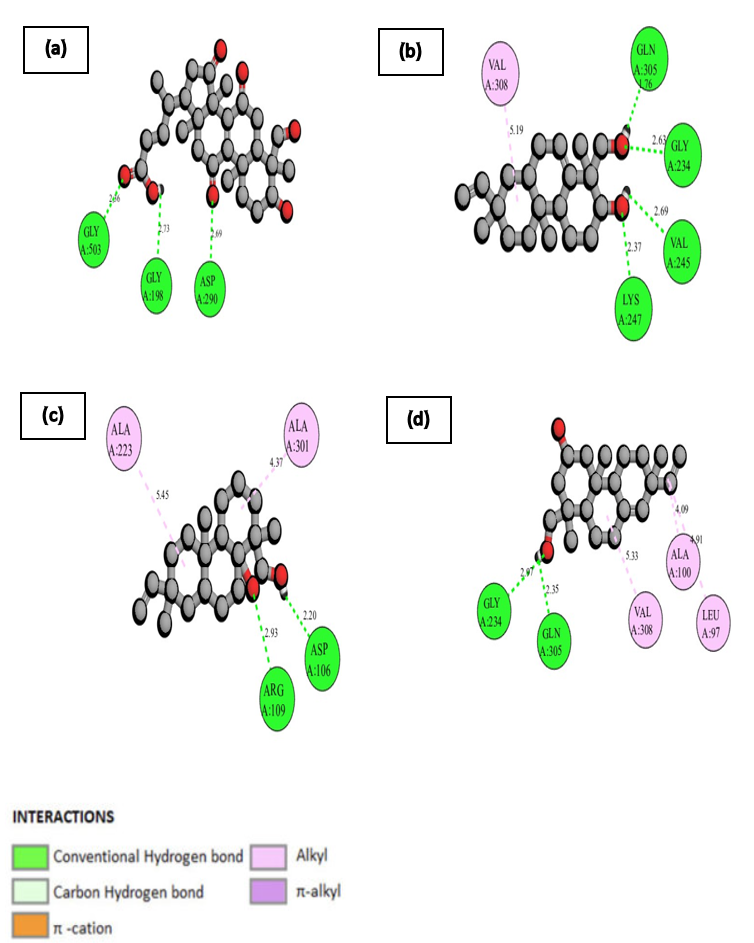 (a)
GLY
A:503
2.36
GLY
A:198
2.73
ASP
A:290
2.69
(b)
VAL
A:308
5.19
GLN
A:305
1.76
2.63
GLY
A:234
2.69
VAL
A:245
2.37
LYS
A:247
(c)
ALA
A:223
5.45
ALA
A:301
4.37
2.20
ASP
A:106
2.93
ARG
A:109
(d)
4.09
4.91
ALA
A:100
LEU
A:97
5.33
VAL
A:308
2.97
GLY
A:234
2.35
GLN
A:305
INTERACTIONS
Conventional Hydrogen bond
Alkyl
Carbon Hydrogen bond
π-alkyl
π -cation